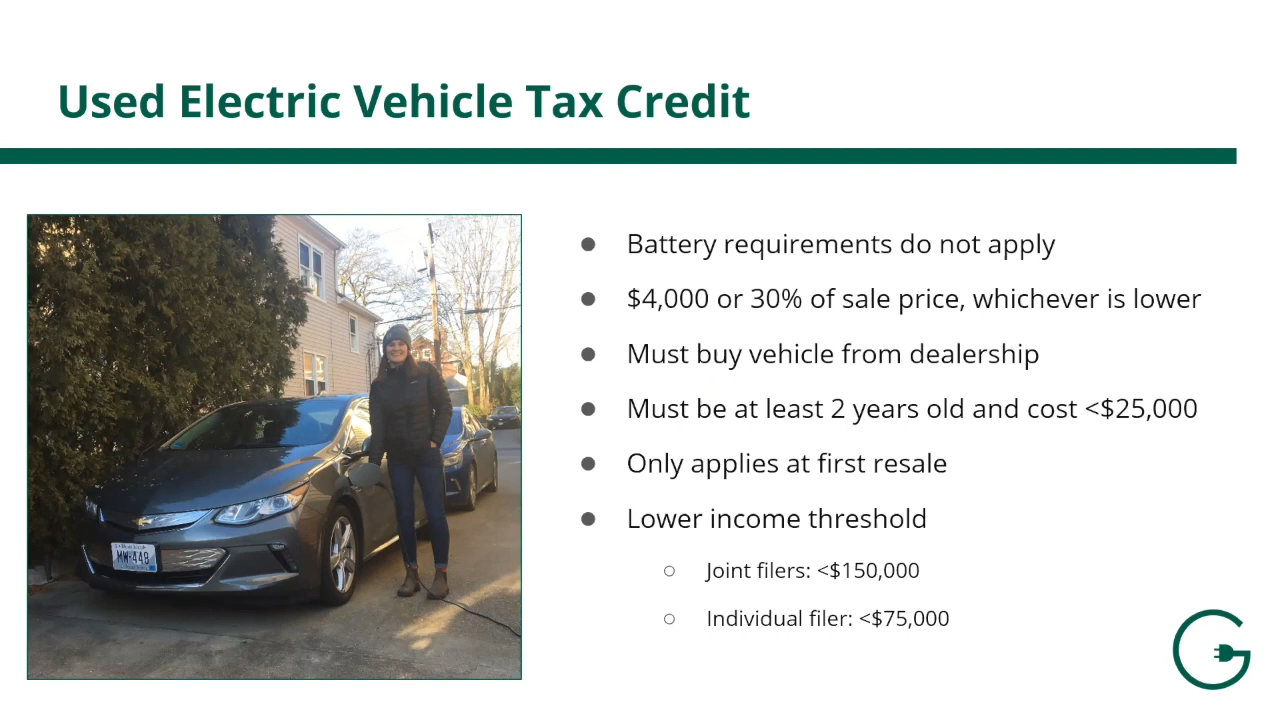 Used Electric Vehicle Tax Credit
● Battery requirements do not apply
● $4,000 or 30% of sale price, whichever is lower
● Must buy vehicle from dealership
● Must be at least 2 years old and cost <$25,000
● Only applies at first resale
● Lower income threshold
○ Joint filers: <$150,000
○ Individual filer: <$75,000
MW-448